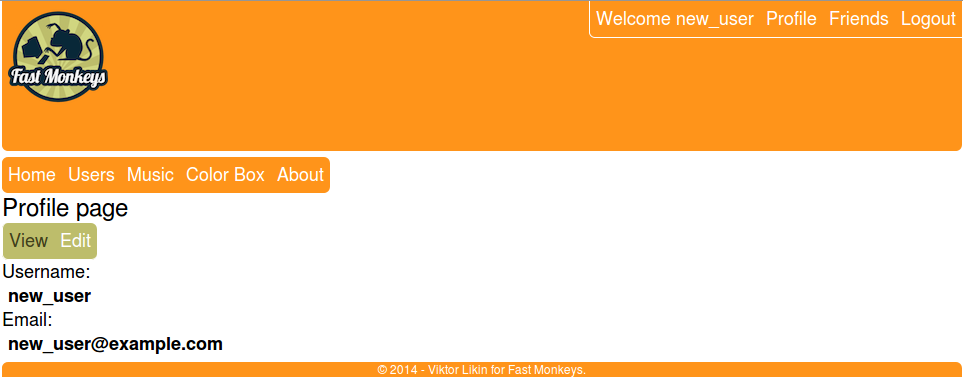 Fast Monkeys
Welcome new_user Profile Friends Logout
Home Users Music Color Box About
Profile page
View Edit
Username:
new_user
Email:
new_user@example.com
© 2014 - Viktor Likin for Fast Monkeys.